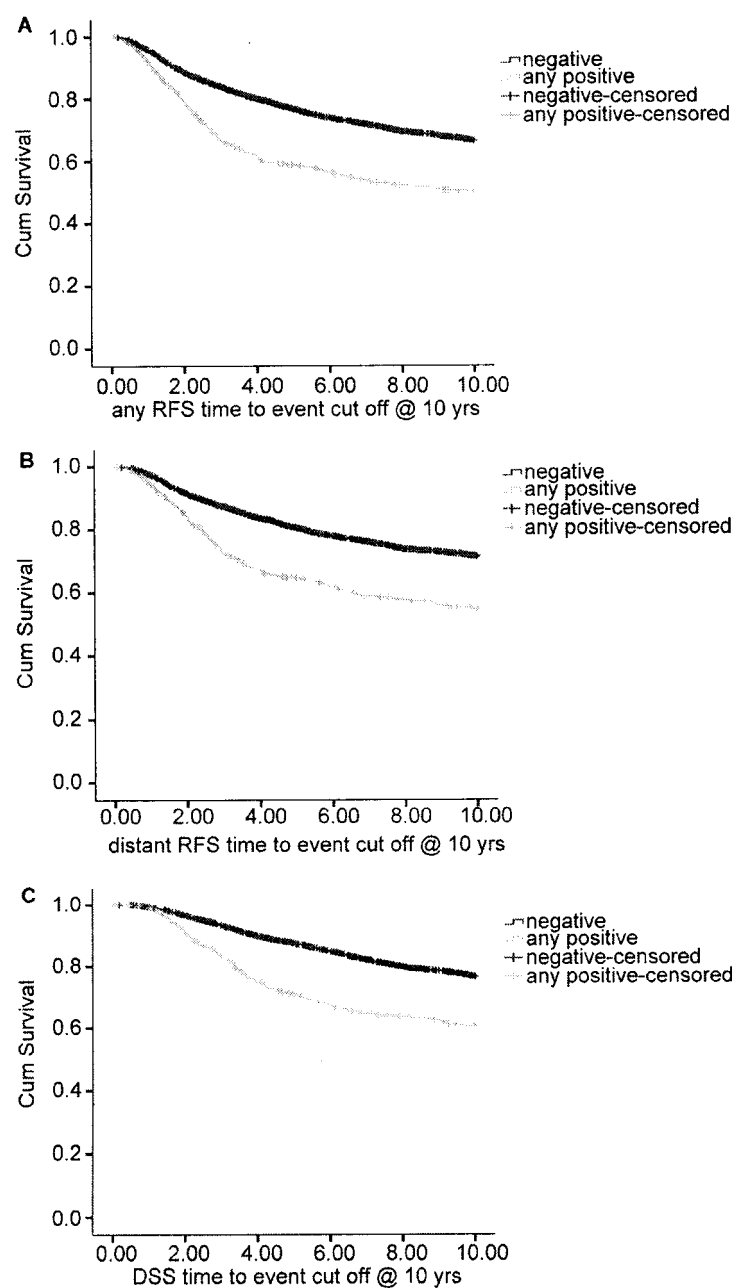 A
1.0
0.8
0.6
0.4
0.2
0.0
Cum Survival
0.00 2.00 4.00 6.00 8.00 10.00
any RFS time to event cut off @ 10 yrs
negative
any positive
negative-censored
any positive-censored
B
1.0
0.8
0.6
0.4
0.2
0.0
Cum Survival
0.00 2.00 4.00 6.00 8.00 10.00
distant RFS time to event cut off @ 10 yrs
negative
any positive
negative-censored
any positive-censored
C
1.0
0.8
0.6
0.4
0.2
0.0
Cum Survival
0.00 2.00 4.00 6.00 8.00 10.00
DSS time to event cut off @ 10 yrs
negative
any positive
negative-censored
any positive-censored